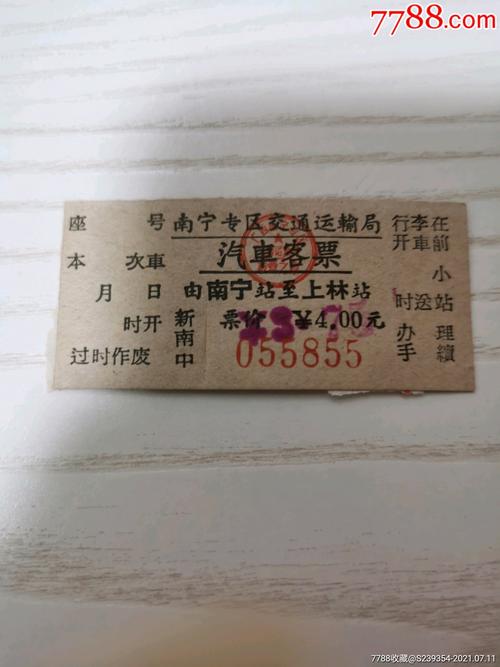 7788.com
座号 南宁专区交通运輸局 行李在
本次車 汽車客票 开車前
月 日 由南宁站至上林站 小
时开 新南中 票价 ¥4.00元 时送站
过时作废 055855 办理
手續
7788收藏@S239354-2021.07.11